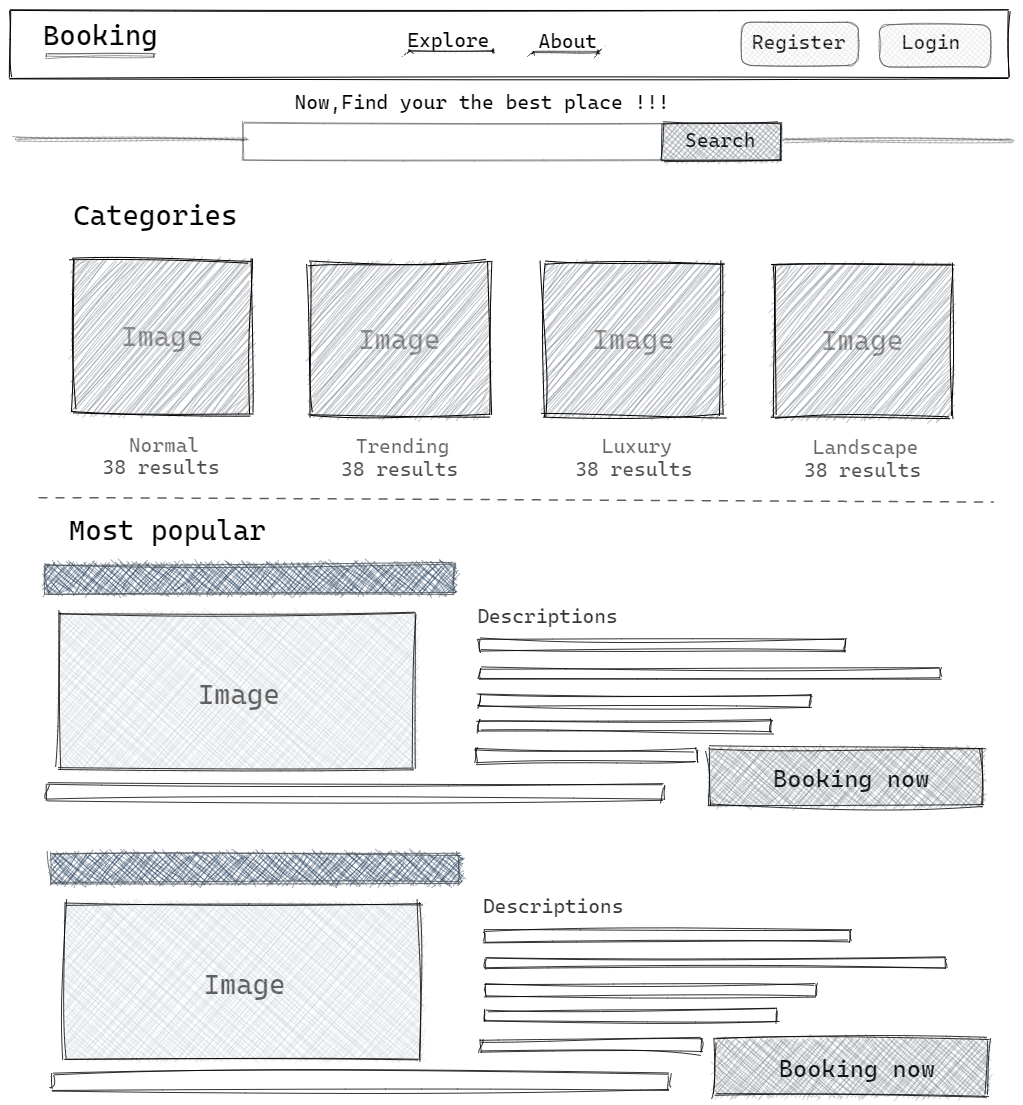 Booking
Explore
About
Register
Login
Now,Find your the best place !!!
Search
Categories
Image
Image
Image
Image
Normal
38 results
Trending
38 results
Luxury
38 results
Landscape
38 results
Most popular
Image
Descriptions
Booking now
Image
Descriptions
Booking now